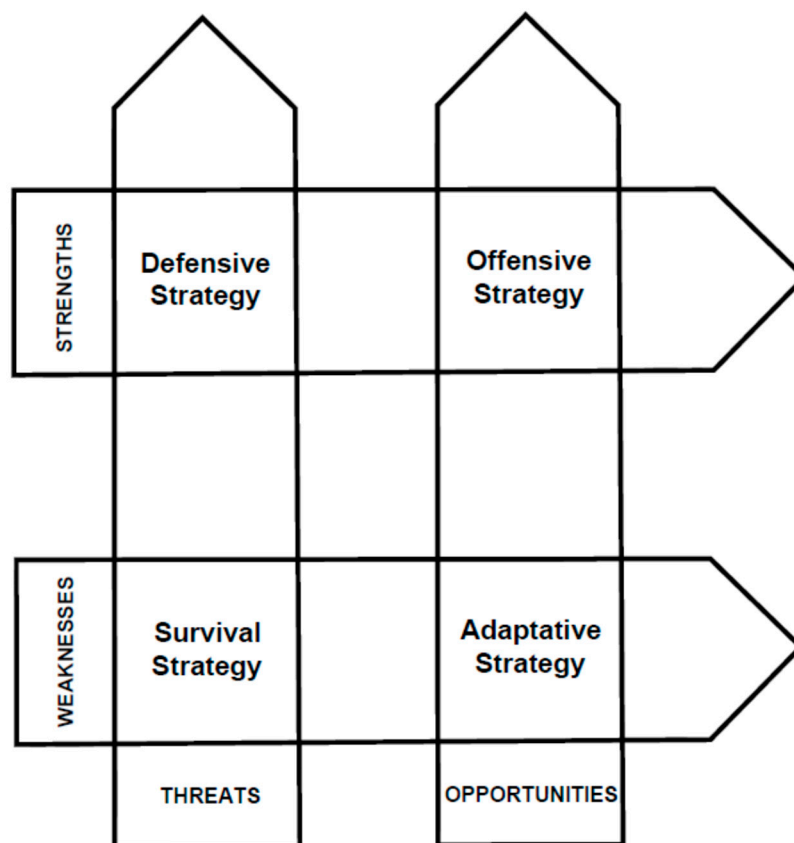 STRENGTHS
Defensive
Strategy
Offensive
Strategy
WEAKNESSES
Survival
Strategy
Adaptative
Strategy
THREATS
OPPORTUNITIES